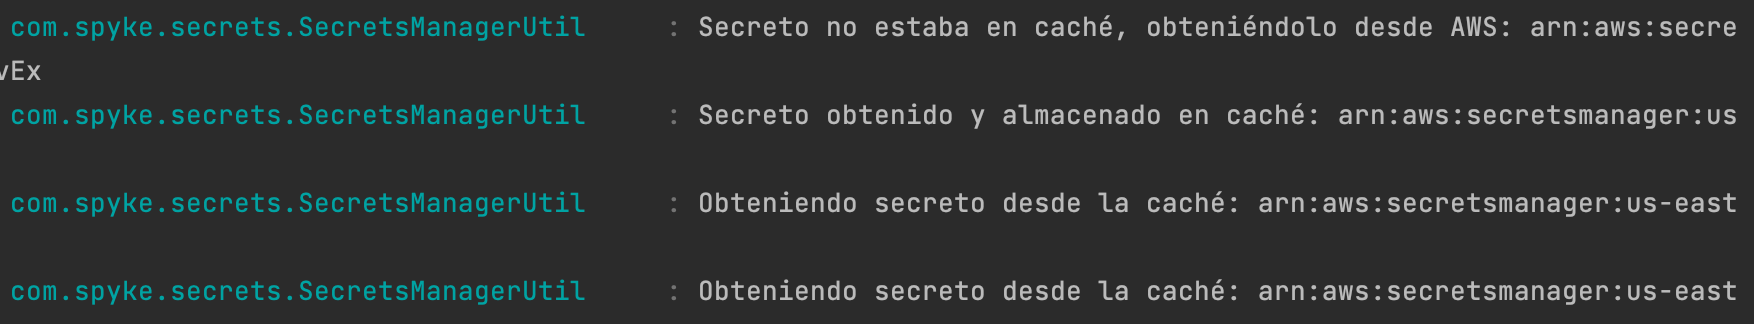 com.spyke.secrets.SecretsManagerUtil : Secreto no estaba en caché, obteniéndolo desde AWS: arn:aws:secre
vEx
com.spyke.secrets.SecretsManagerUtil : Secreto obtenido y almacenado en caché: arn:aws:secretsmanager:us
com.spyke.secrets.SecretsManagerUtil : Obteniendo secreto desde la caché: arn:aws:secretsmanager:us-east
com.spyke.secrets.SecretsManagerUtil : Obteniendo secreto desde la caché: arn:aws:secretsmanager:us-east